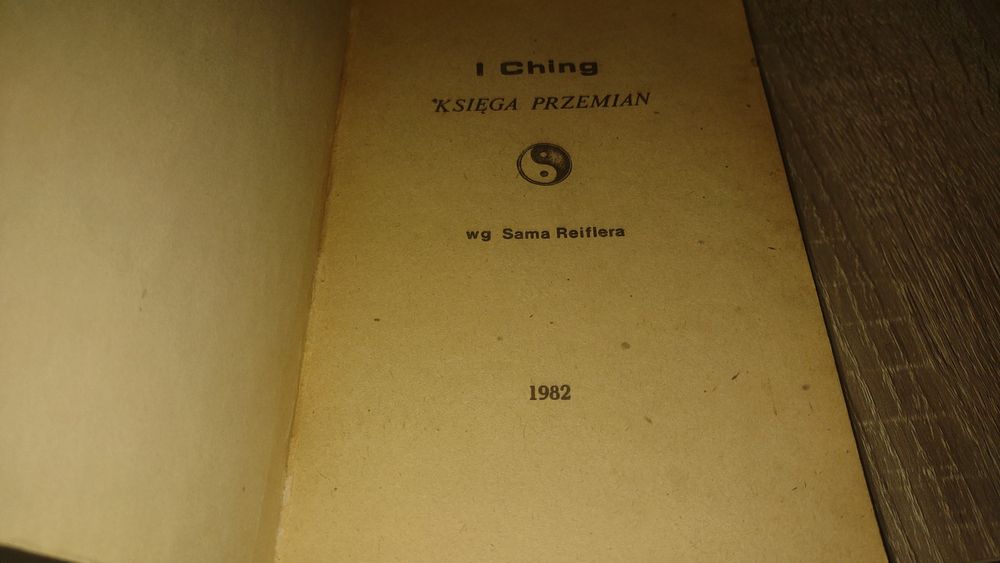 I Ching
KSIĘGA PRZEMIAN
wg Sama Reiflera
1982